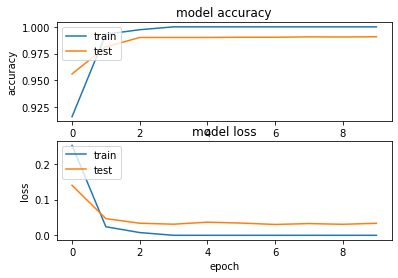 model accuracy
1.000
0.975
0.950
0.925
accuracy
train
test
0 2 4 6 8
model loss
0.2
0.1
0.0
loss
train
test
0 2 4 6 8
epoch